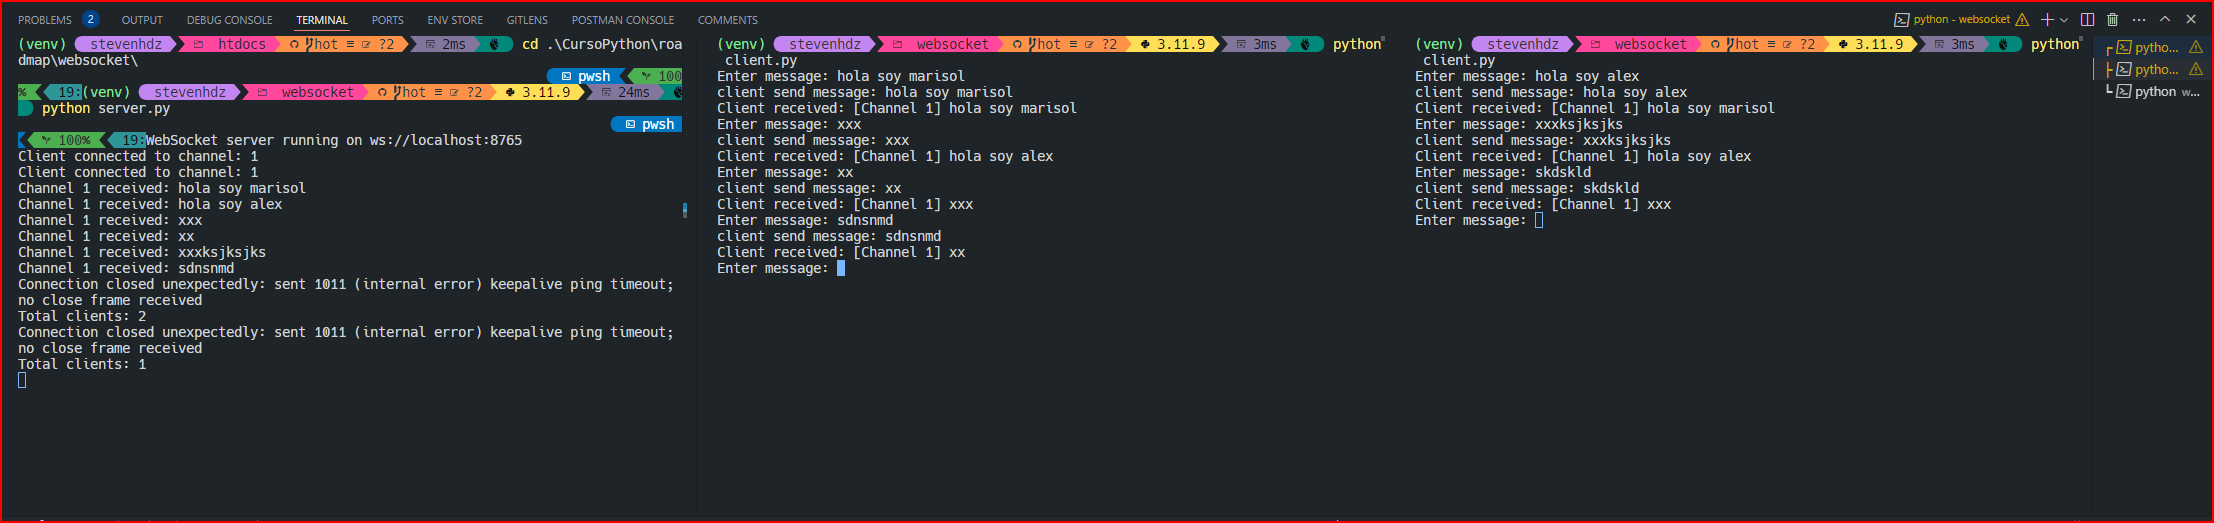 PROBLEMS 2 OUTPUT DEBUG CONSOLE TERMINAL PORTS ENV STORE GITLENS POSTMAN CONSOLE COMMENTS python - websocket
(venv) stevenhdz htdocs hot ≡ ?2 2ms cd .\CursoPython\roa
dmap\websocket\
pwsh 100
% 19:(venv) stevenhdz websocket hot ≡ ?2 3.11.9 24ms
python server.py
pwsh
100% 19:WebSocket server running on ws://localhost:8765
Client connected to channel: 1
Client connected to channel: 1
Channel 1 received: hola soy marisol
Channel 1 received: hola soy alex
Channel 1 received: xxx
Channel 1 received: xx
Channel 1 received: xxxksjksjks
Channel 1 received: sdnsnmd
Connection closed unexpectedly: sent 1011 (internal error) keepalive ping timeout;
no close frame received
Total clients: 2
Connection closed unexpectedly: sent 1011 (internal error) keepalive ping timeout;
no close frame received
Total clients: 1
(venv) stevenhdz websocket hot ≡ ?2 3.11.9 3ms python
client.py
Enter message: hola soy marisol
client send message: hola soy marisol
Client received: [Channel 1] hola soy marisol
Enter message: xxx
client send message: xxx
Client received: [Channel 1] hola soy alex
Enter message: xx
client send message: xx
Client received: [Channel 1] xxx
Enter message: sdnsnmd
client send message: sdnsnmd
Client received: [Channel 1] xx
Enter message:
(venv) stevenhdz websocket hot ≡ ?2 3.11.9 3ms python
client.py
Enter message: hola soy alex
client send message: hola soy alex
Client received: [Channel 1] hola soy marisol
Enter message: xxxksjksjks
client send message: xxxksjksjks
Client received: [Channel 1] hola soy alex
Enter message: skdskld
client send message: skdskld
Client received: [Channel 1] xxx
Enter message:
pytho...
pytho...
python w...